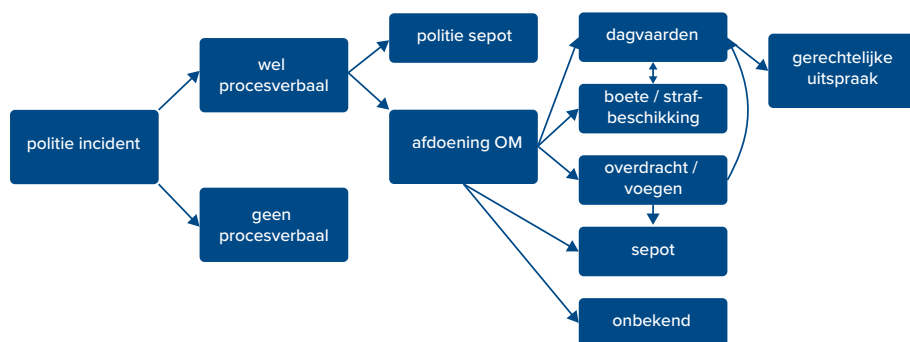 politie incident
wel
procesverbaal
geen
procesverbaal
politie sepot
afdoening OM
dagvaarden
boete / straf-
beschikking
overdracht /
voegen
sepot
onbekend
gerechtelijke
uitspraak